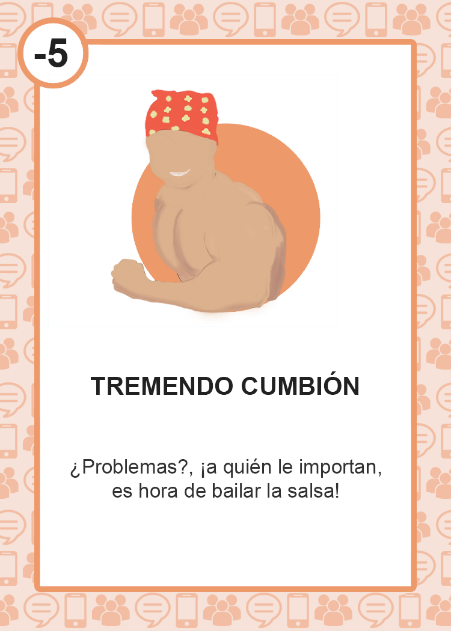 -5
TREMENDO CUMBIÓN
¿Problemas?, ¡a quién le importan,
es hora de bailar la salsa!